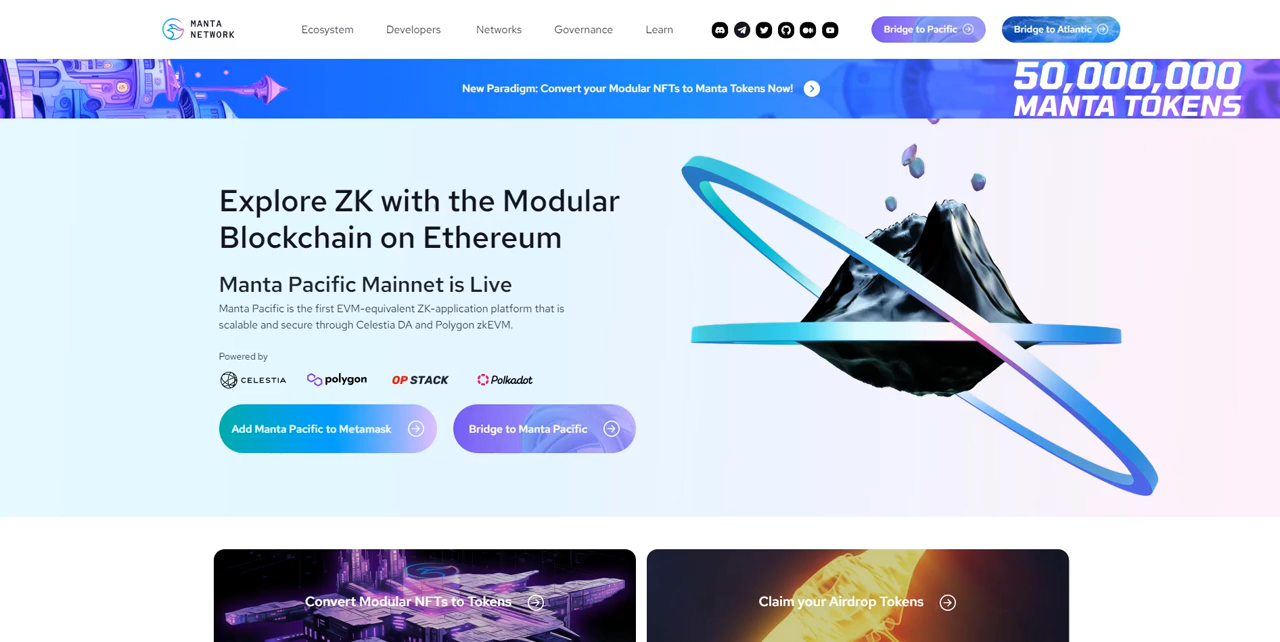 MANTA
NETWORK
Ecosystem
Developers
Networks
Governance
Learn
Bridge to Pacific
Bridge to Atlantic
New Paradigm: Convert your Modular NFTs to Manta Tokens Now!
50,000,000
MANTA TOKENS
Explore ZK with the Modular
Blockchain on Ethereum
Manta Pacific Mainnet is Live
Manta Pacific is the first EVM-equivalent ZK-application platform that is
scalable and secure through Celestia DA and Polygon zkEVM.
Powered by
CELESTIA
polygon
OP STACK
Polkadot
Add Manta Pacific to Metamask
Bridge to Manta Pacific
Convert Modular NFTs to Tokens
Claim your Airdrop Tokens